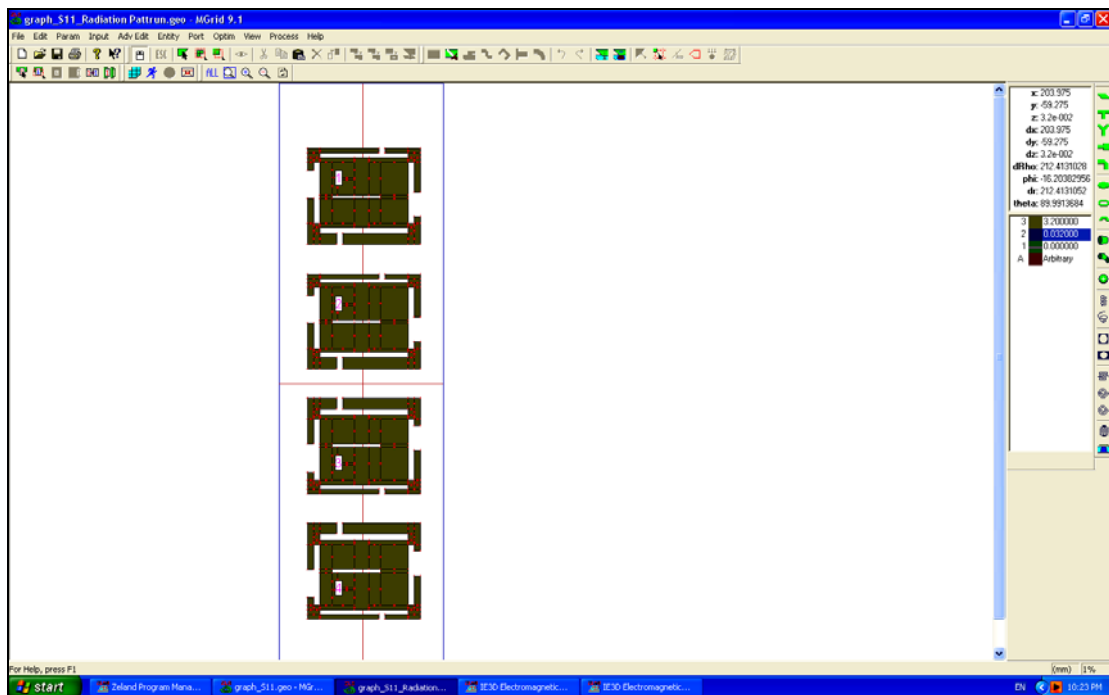 graph_S11_Radiation Pattrun.geo - MGrid 9.1
File Edit Param Input Adv Edit Entity Port Optim View Process Help
ESC
ALL
x: 203.975
y: -59.275
z: 3.2e-002
dx: 203.975
dy: -59.275
dz: 3.2e-002
dRho: 212.4131028
phi: -16.20382956
dr: 212.4131052
theta: 89.9913684
3 3.200000
2 0.032000
1 0.000000
A Arbitrary
1
2
3
4
For Help, press F1
(mm) 1%
start
Zeland Program Mana...
graph_S11.geo - MGr...
graph_S11_Radiation...
IE3D Electromagnetic...
IE3D Electromagnetic...
EN
10:23 PM